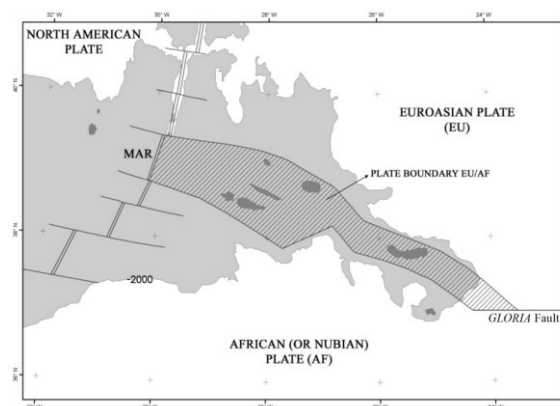 32° W 30° W 28° W 26° W 24° W
NORTH AMERICAN
PLATE
40° N
EUROASIAN PLATE
(EU)
MAR
PLATE BOUNDARY EU/AF
-2000
GLORIA Fault
AFRICAN (OR NUBIAN)
PLATE (AF)